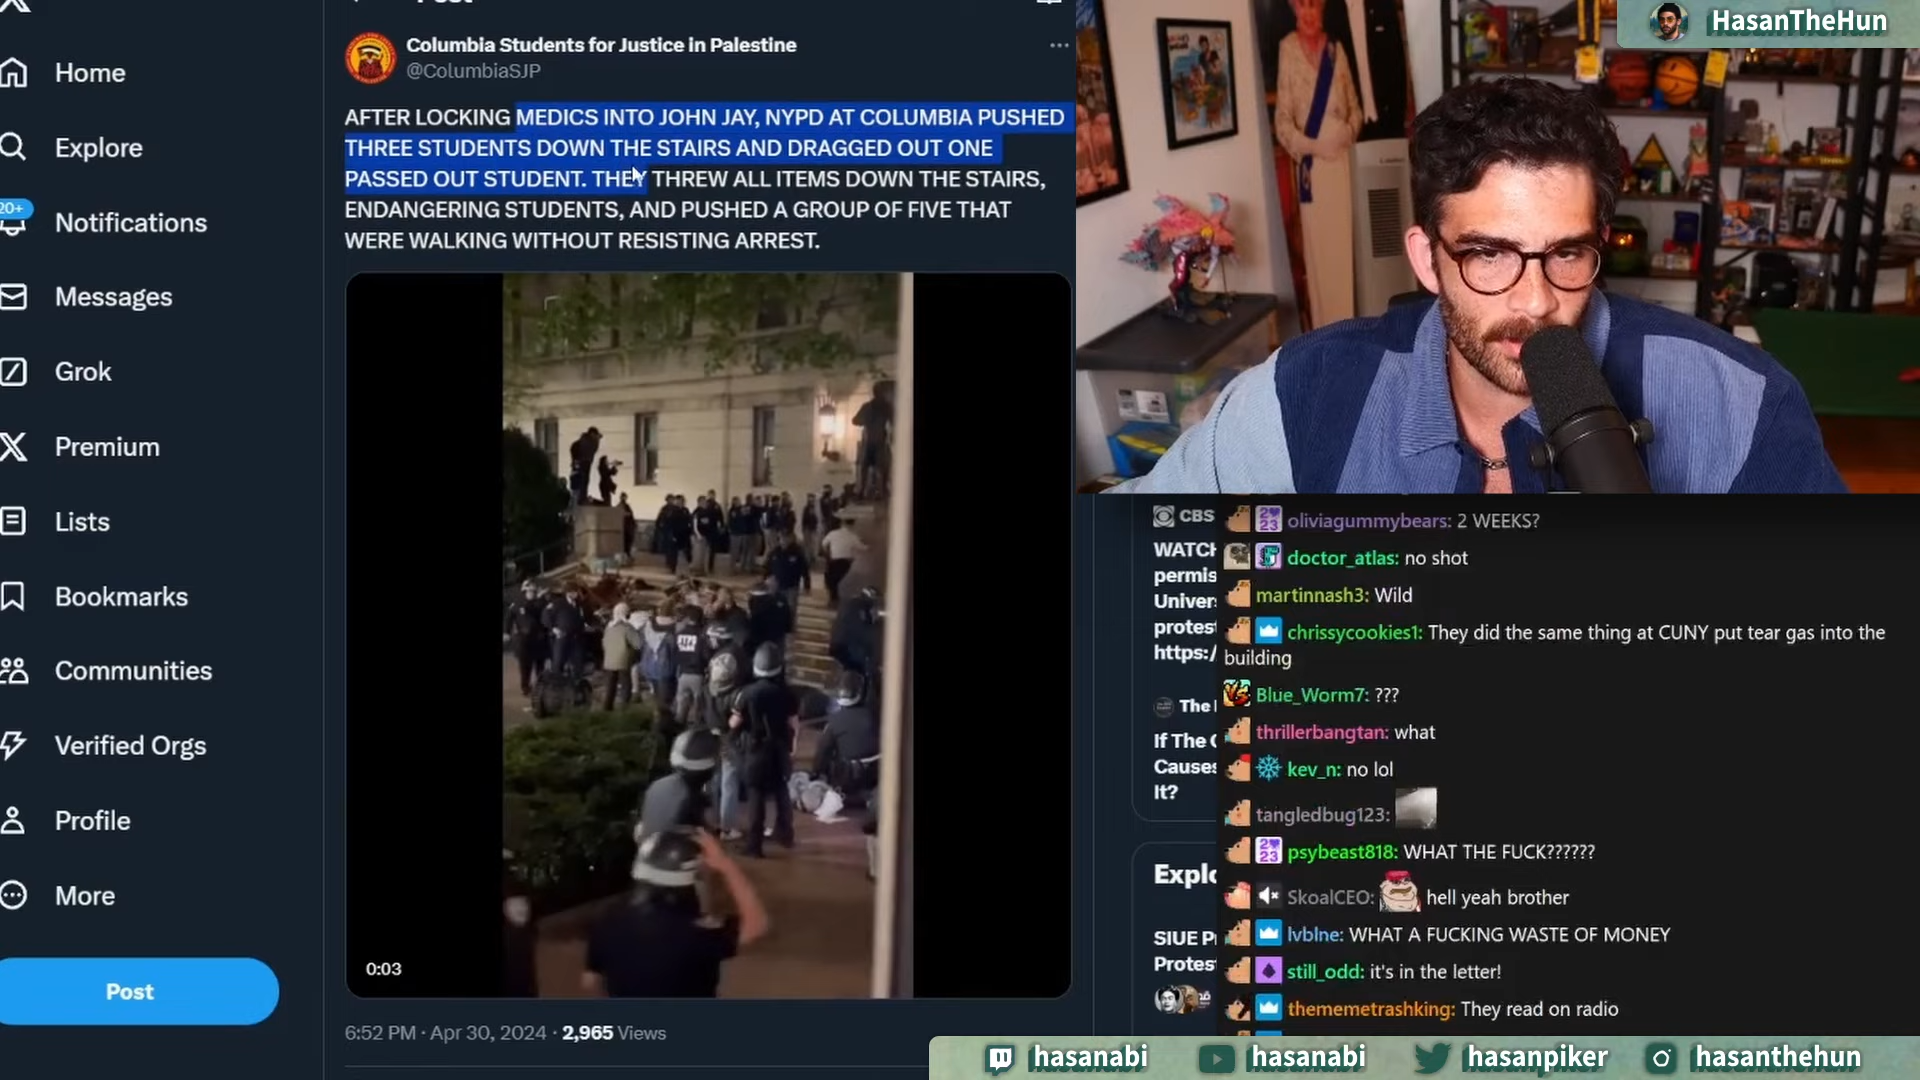 Post
HasanTheHun
Home
Explore
20+
Notifications
Messages
Grok
Premium
Lists
Bookmarks
Communities
Verified Orgs
Profile
More
Post
Columbia Students for Justice in Palestine
@ColumbiaSJP
AFTER LOCKING MEDICS INTO JOHN JAY, NYPD AT COLUMBIA PUSHED
THREE STUDENTS DOWN THE STAIRS AND DRAGGED OUT ONE
PASSED OUT STUDENT. THEY THREW ALL ITEMS DOWN THE STAIRS,
ENDANGERING STUDENTS, AND PUSHED A GROUP OF FIVE THAT
WERE WALKING WITHOUT RESISTING ARREST.
0:03
6:52 PM · Apr 30, 2024 · 2,965 Views
CBS
WATCH
permis
Univer
protes
https:/
The
If The
Causes
It?
Explo
SIUE P
Protes
oliviagummybears: 2 WEEKS?
doctor_atlas: no shot
martinnash3: Wild
chrissycookies1: They did the same thing at CUNY put tear gas into the
building
Blue_Worm7: ???
thrillerbangtan: what
kev_n: no lol
tangledbug123:
psybeast818: WHAT THE FUCK??????
SkoalCEO: hell yeah brother
lvblne: WHAT A FUCKING WASTE OF MONEY
still_odd: it's in the letter!
thememetrashking: They read on radio
hasanabi
hasanabi
hasanpiker
hasanthehun